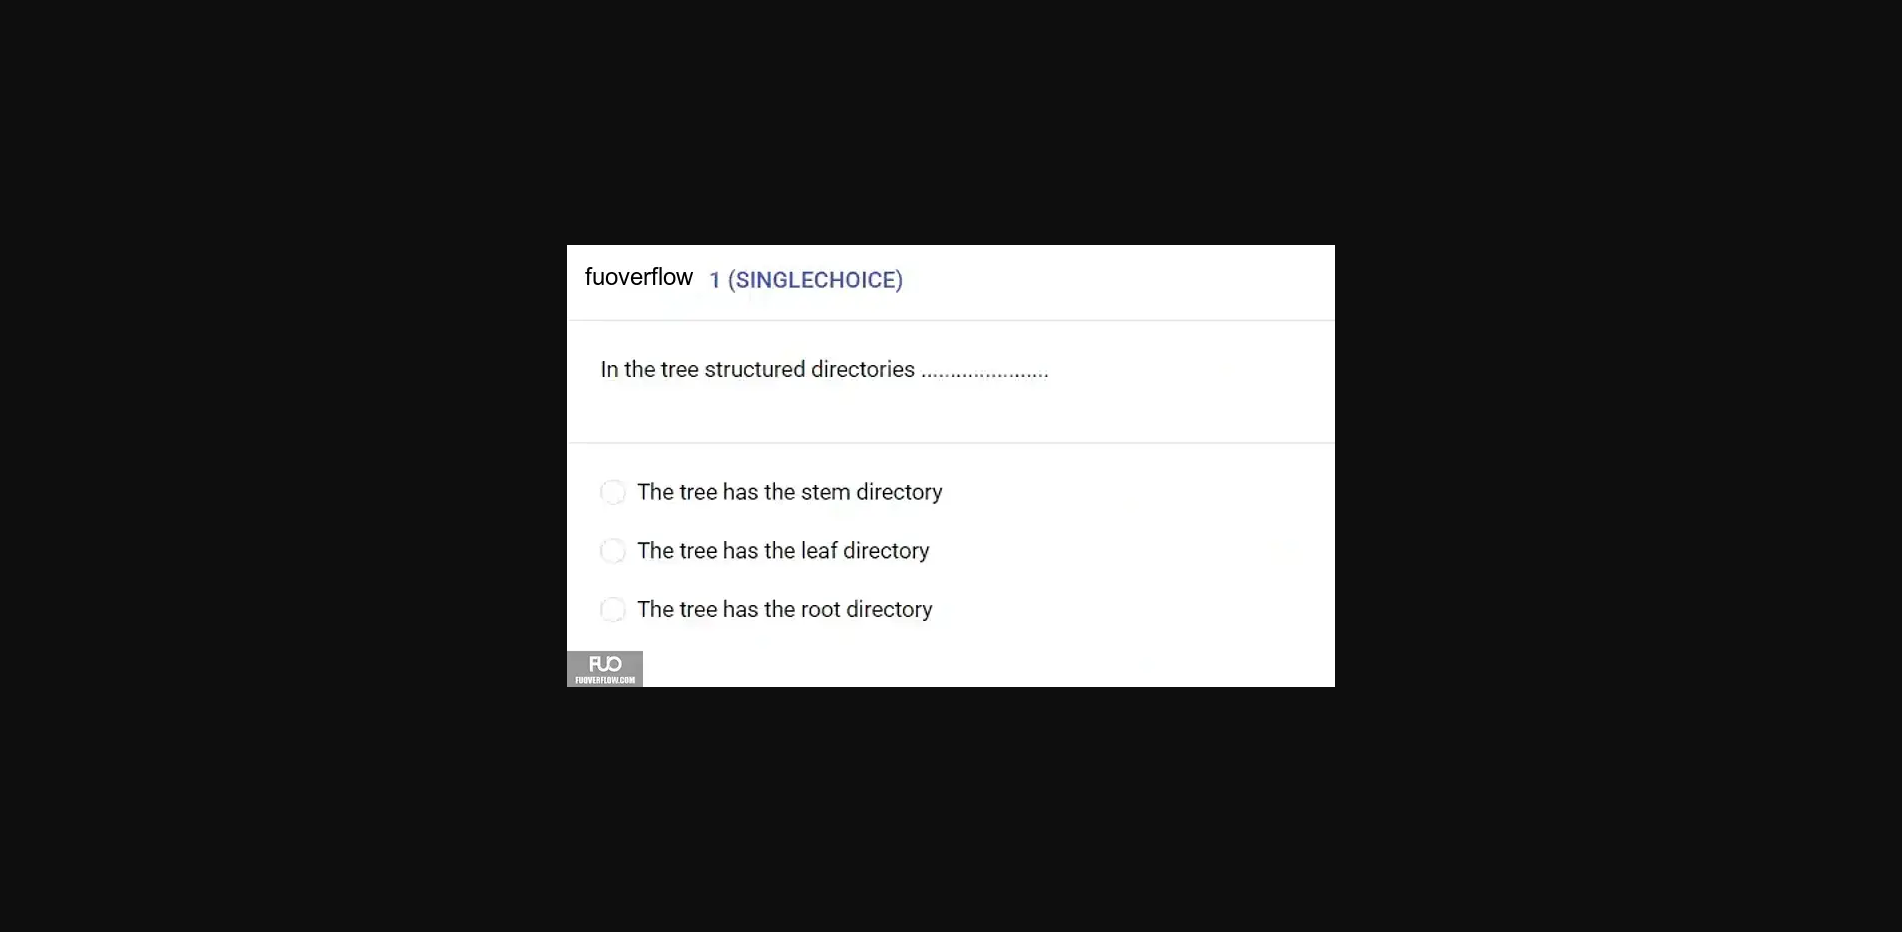 fuoverflow 1 (SINGLECHOICE)
In the tree structured directories ......................
The tree has the stem directory
The tree has the leaf directory
The tree has the root directory
FUO
FUOVERFLOW.COM